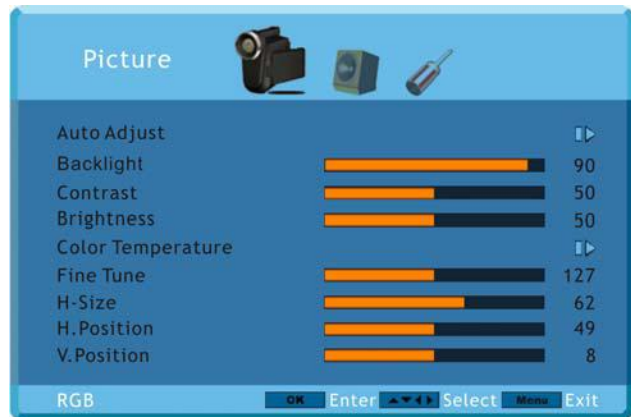 Picture
Auto Adjust
Backlight 90
Contrast 50
Brightness 50
Color Temperature
Fine Tune 127
H-Size 62
H.Position 49
V.Position 8
RGB OK Enter Select Menu Exit